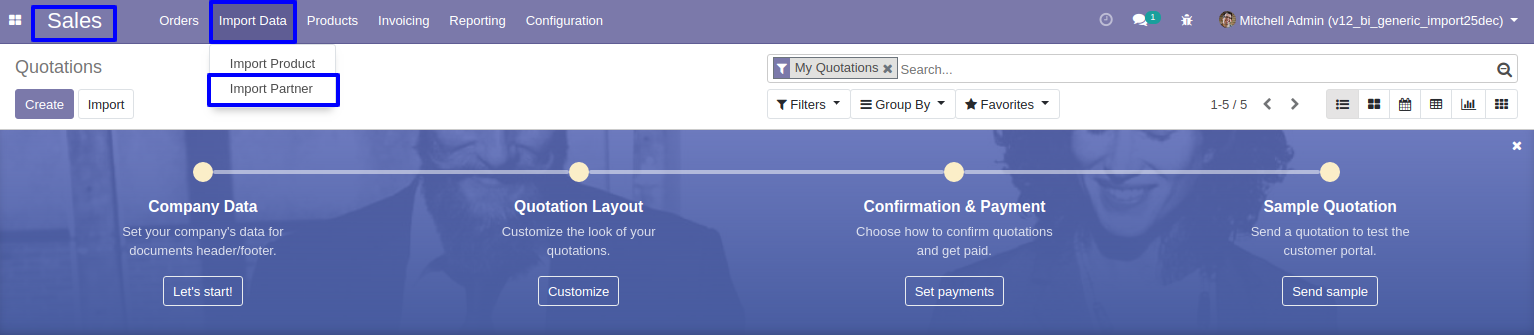 Sales Orders Import Data Products Invoicing Reporting Configuration 1 Mitchell Admin (v12_bi_generic_import25dec)
Import Product
Import Partner
Quotations
My Quotations Search...
Create Import
Filters Group By Favorites 1-5 / 5
Company Data
Set your company's data for
documents header/footer.
Let's start!
Quotation Layout
Customize the look of your
quotations.
Customize
Confirmation & Payment
Choose how to confirm quotations
and get paid.
Set payments
Sample Quotation
Send a quotation to test the
customer portal.
Send sample